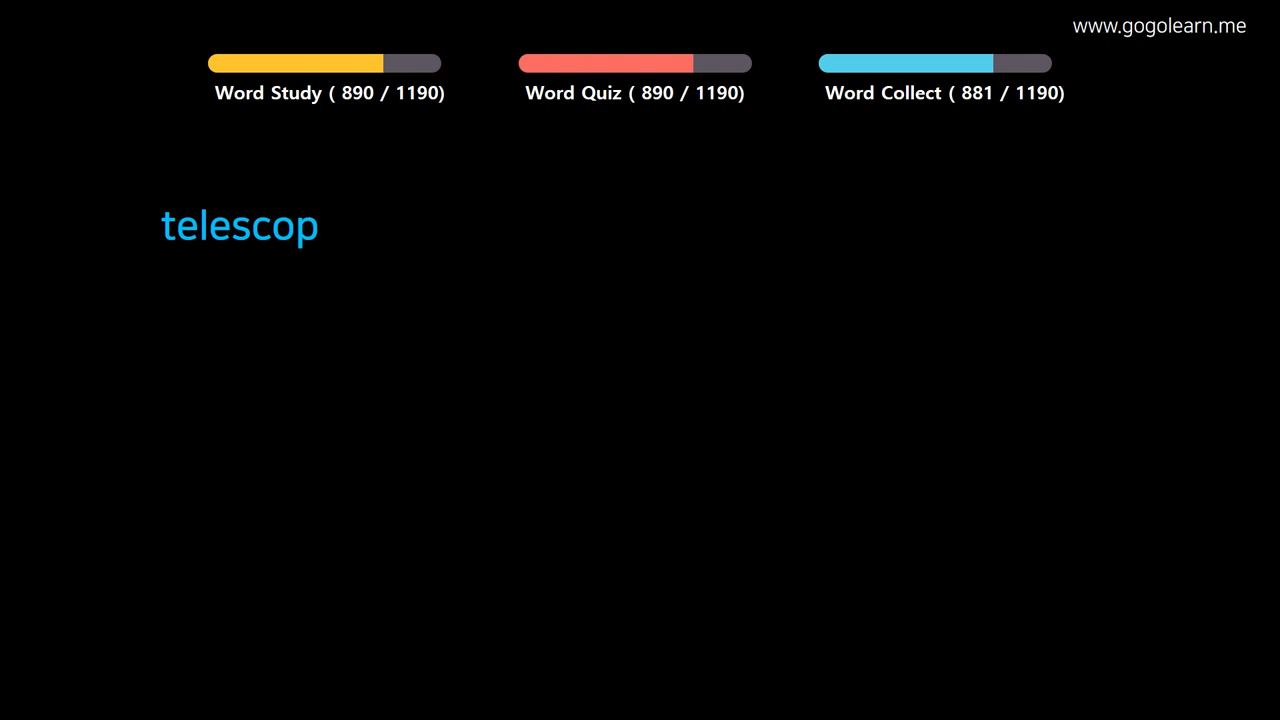 www.gogolearn.me
Word Study ( 890 / 1190)
Word Quiz ( 890 / 1190)
Word Collect ( 881 / 1190)
telescop